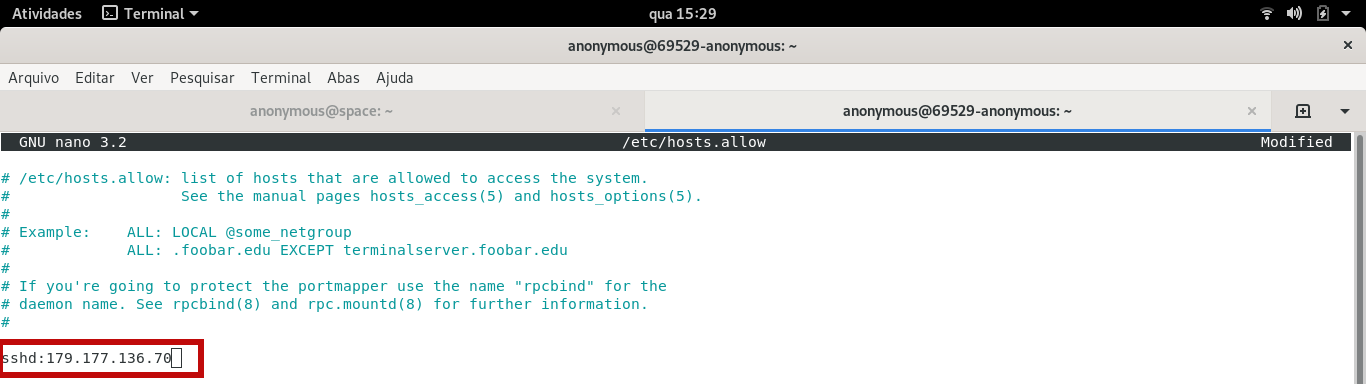 Atividades Terminal qua 15:29
anonymous@69529-anonymous: ~
Arquivo Editar Ver Pesquisar Terminal Abas Ajuda
anonymous@space: ~ anonymous@69529-anonymous: ~
GNU nano 3.2 /etc/hosts.allow Modified
# /etc/hosts.allow: list of hosts that are allowed to access the system.
#                   See the manual pages hosts_access(5) and hosts_options(5).
#
# Example:    ALL: LOCAL @some_netgroup
#             ALL: .foobar.edu EXCEPT terminalserver.foobar.edu
#
# If you're going to protect the portmapper use the name "rpcbind" for the
# daemon name. See rpcbind(8) and rpc.mountd(8) for further information.
#
sshd:179.177.136.70